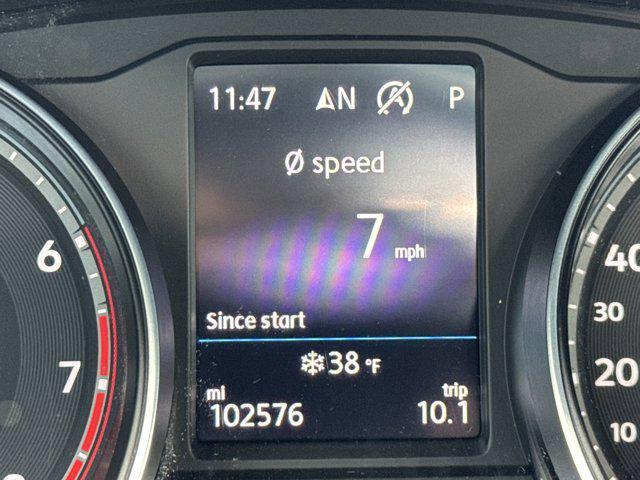 11:47 N A P
Ø speed
7 mph
Since start
38 °F
mi trip
102576 10.1
6
7
40
30
20
10